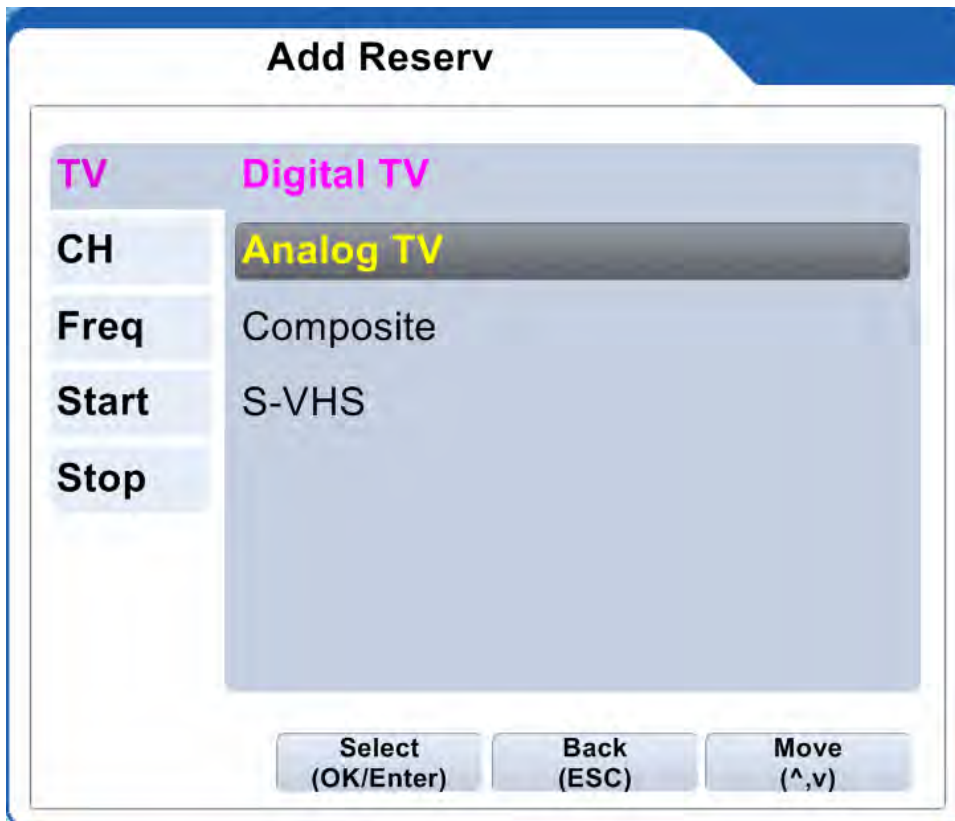 Add Reserv
TV
Digital TV
CH
Analog TV
Freq
Composite
Start
S-VHS
Stop
Select
(OK/Enter)
Back
(ESC)
Move
(^,v)